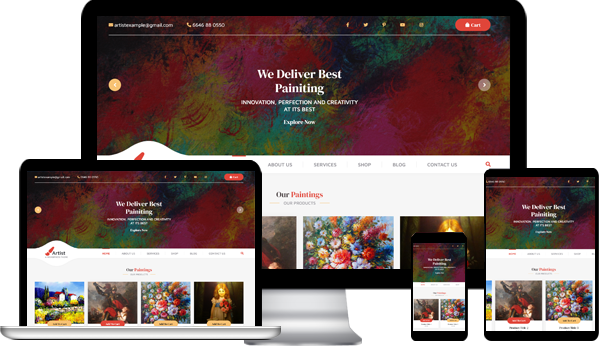 artistexample@gmail.com 6646 88 0550 Cart
We Deliver Best
Painiting
INNOVATION, PERFECTION AND CREATIVITY
AT ITS BEST
Explore Now
ABOUT US SERVICES SHOP BLOG CONTACT US
Our Paintings
OUR PRODUCTS
artistexample@gmail.com 6646 88 0550 Cart
We Deliver Best
Painiting
INNOVATION, PERFECTION AND CREATIVITY
AT ITS BEST
Explore Now
Artist
HOME ABOUT US SERVICES SHOP BLOG CONTACT US
Our Paintings
We Deliver Best
Painiting
We Deliver Best
Painiting
INNOVATION, PERFECTION AND CREATIVITY
AT ITS BEST
Explore Now
Our Paintings